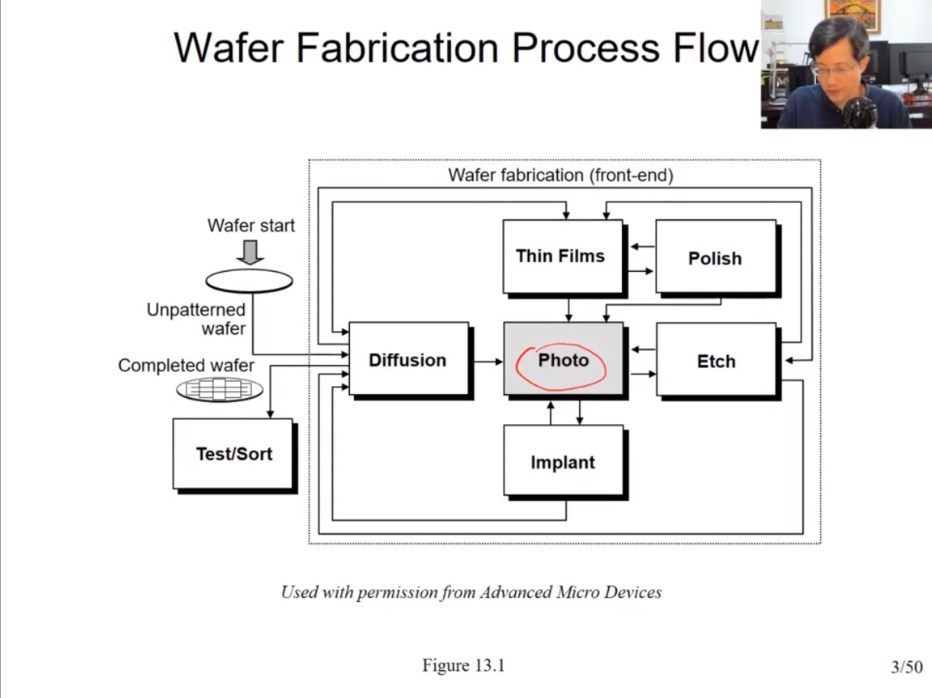 Wafer Fabrication Process Flow
Wafer fabrication (front-end)
Wafer start
Thin Films
Polish
Unpatterned
wafer
Diffusion
Photo
Etch
Completed wafer
Test/Sort
Implant
Used with permission from Advanced Micro Devices
Figure 13.1
3/50